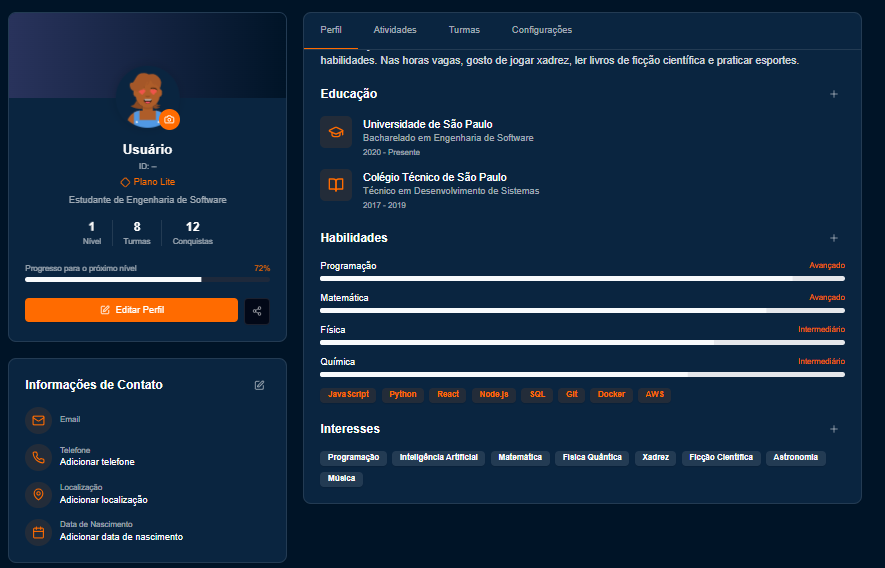 Usuário
ID: --
Plano Lite
Estudante de Engenharia de Software
1
Nível
8
Turmas
12
Conquistas
Progresso para o próximo nível
72%
Editar Perfil
Informações de Contato
Email
Telefone
Adicionar telefone
Localização
Adicionar localização
Data de Nascimento
Adicionar data de nascimento
Perfil Atividades Turmas Configurações
habilidades. Nas horas vagas, gosto de jogar xadrez, ler livros de ficção científica e praticar esportes.
Educação
Universidade de São Paulo
Bacharelado em Engenharia de Software
2020 - Presente
Colégio Técnico de São Paulo
Técnico em Desenvolvimento de Sistemas
2017 - 2019
Habilidades
Programação Avançado
Matemática Avançado
Física Intermediário
Química Intermediário
JavaScript Python React Node.js SQL Git Docker AWS
Interesses
Programação Inteligência Artificial Matemática Física Quântica Xadrez Ficção Científica Astronomia
Música